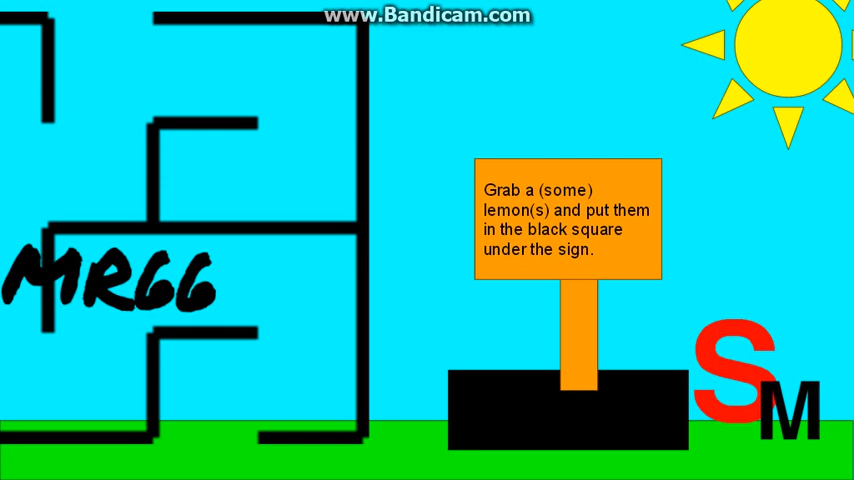 www.Bandicam.com
Grab a (some)
lemon(s) and put them
in the black square
under the sign.
MR66
SM